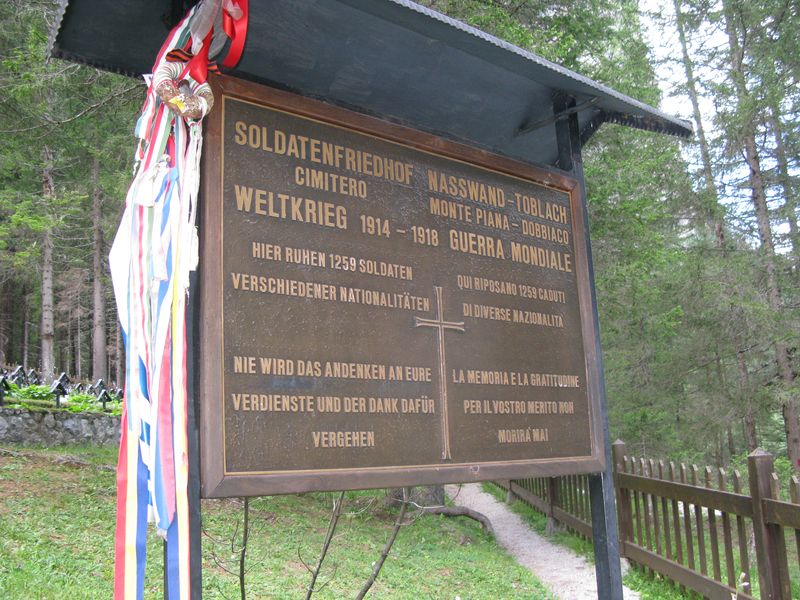 SOLDATENFRIEDHOF NASSWAND-TOBLACH
CIMITERO MONTE PIANA-DOBBIACO
WELTKRIEG 1914-1918 GUERRA MONDIALE
HIER RUHEN 1259 SOLDATEN
VERSCHIEDENER NATIONALITÄTEN
QUI RIPOSANO 1259 CADUTI
DI DIVERSE NAZIONALITÀ
NIE WIRD DAS ANDENKEN AN EURE
VERDIENSTE UND DER DANK DAFÜR
VERGEHEN
LA MEMORIA E LA GRATITUDINE
PER IL VOSTRO MERITO NON
MORIRA' MAI